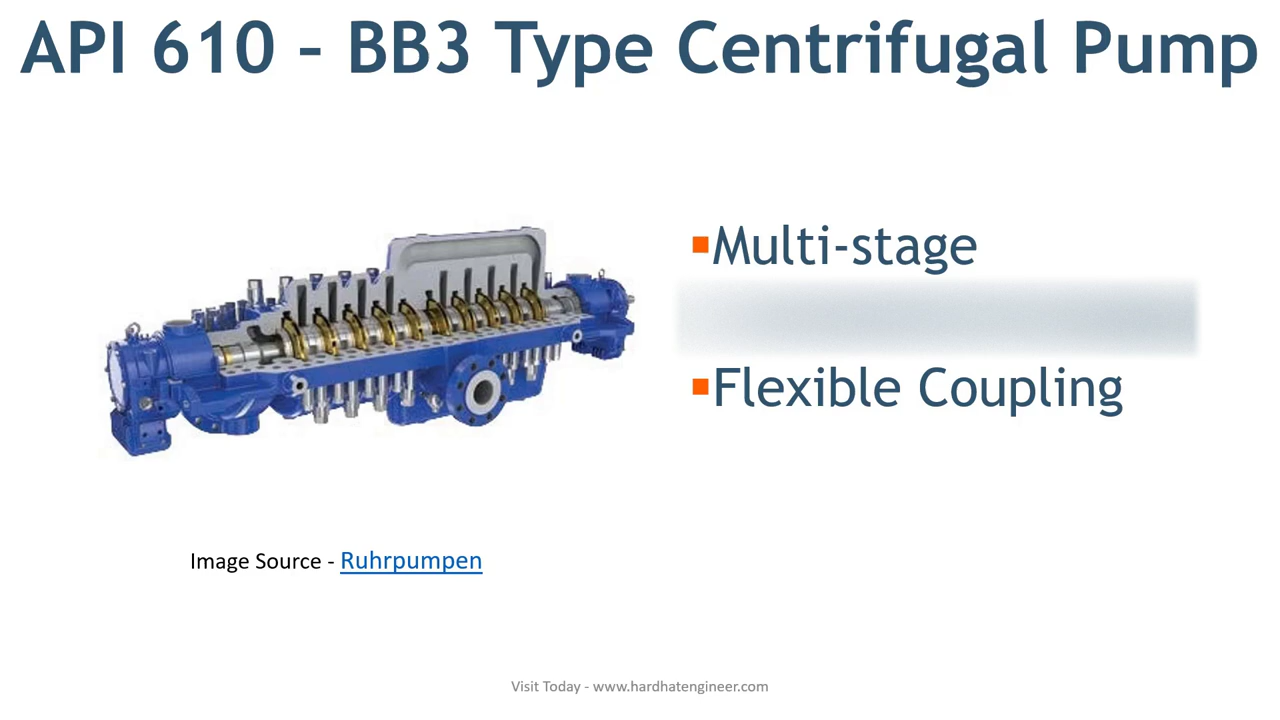 API 610 – BB3 Type Centrifugal Pump
Multi-stage
Flexible Coupling
Image Source - Ruhrpumpen
Visit Today - www.hardhatengineer.com